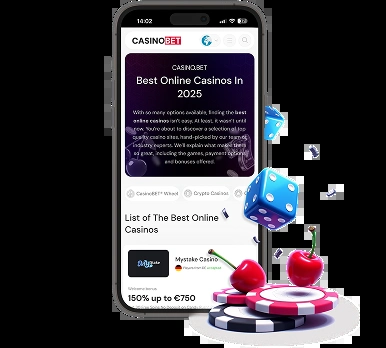 14:02
CASINOBET
CASINO.BET
Best Online Casinos In
2025
With so many options available, finding the best
online casinos isn't easy. At least, it wasn't until
now. You're about to discover a selection of top
quality casino sites, hand-picked by our team of
industry experts. We'll explain what makes them
so great, including the games, payment options
and bonuses offered.
CasinoBET® Wheel
Crypto Casinos
List of The Best Online
Casinos
Mystake Casino
Welcome bonus
150% up to €750